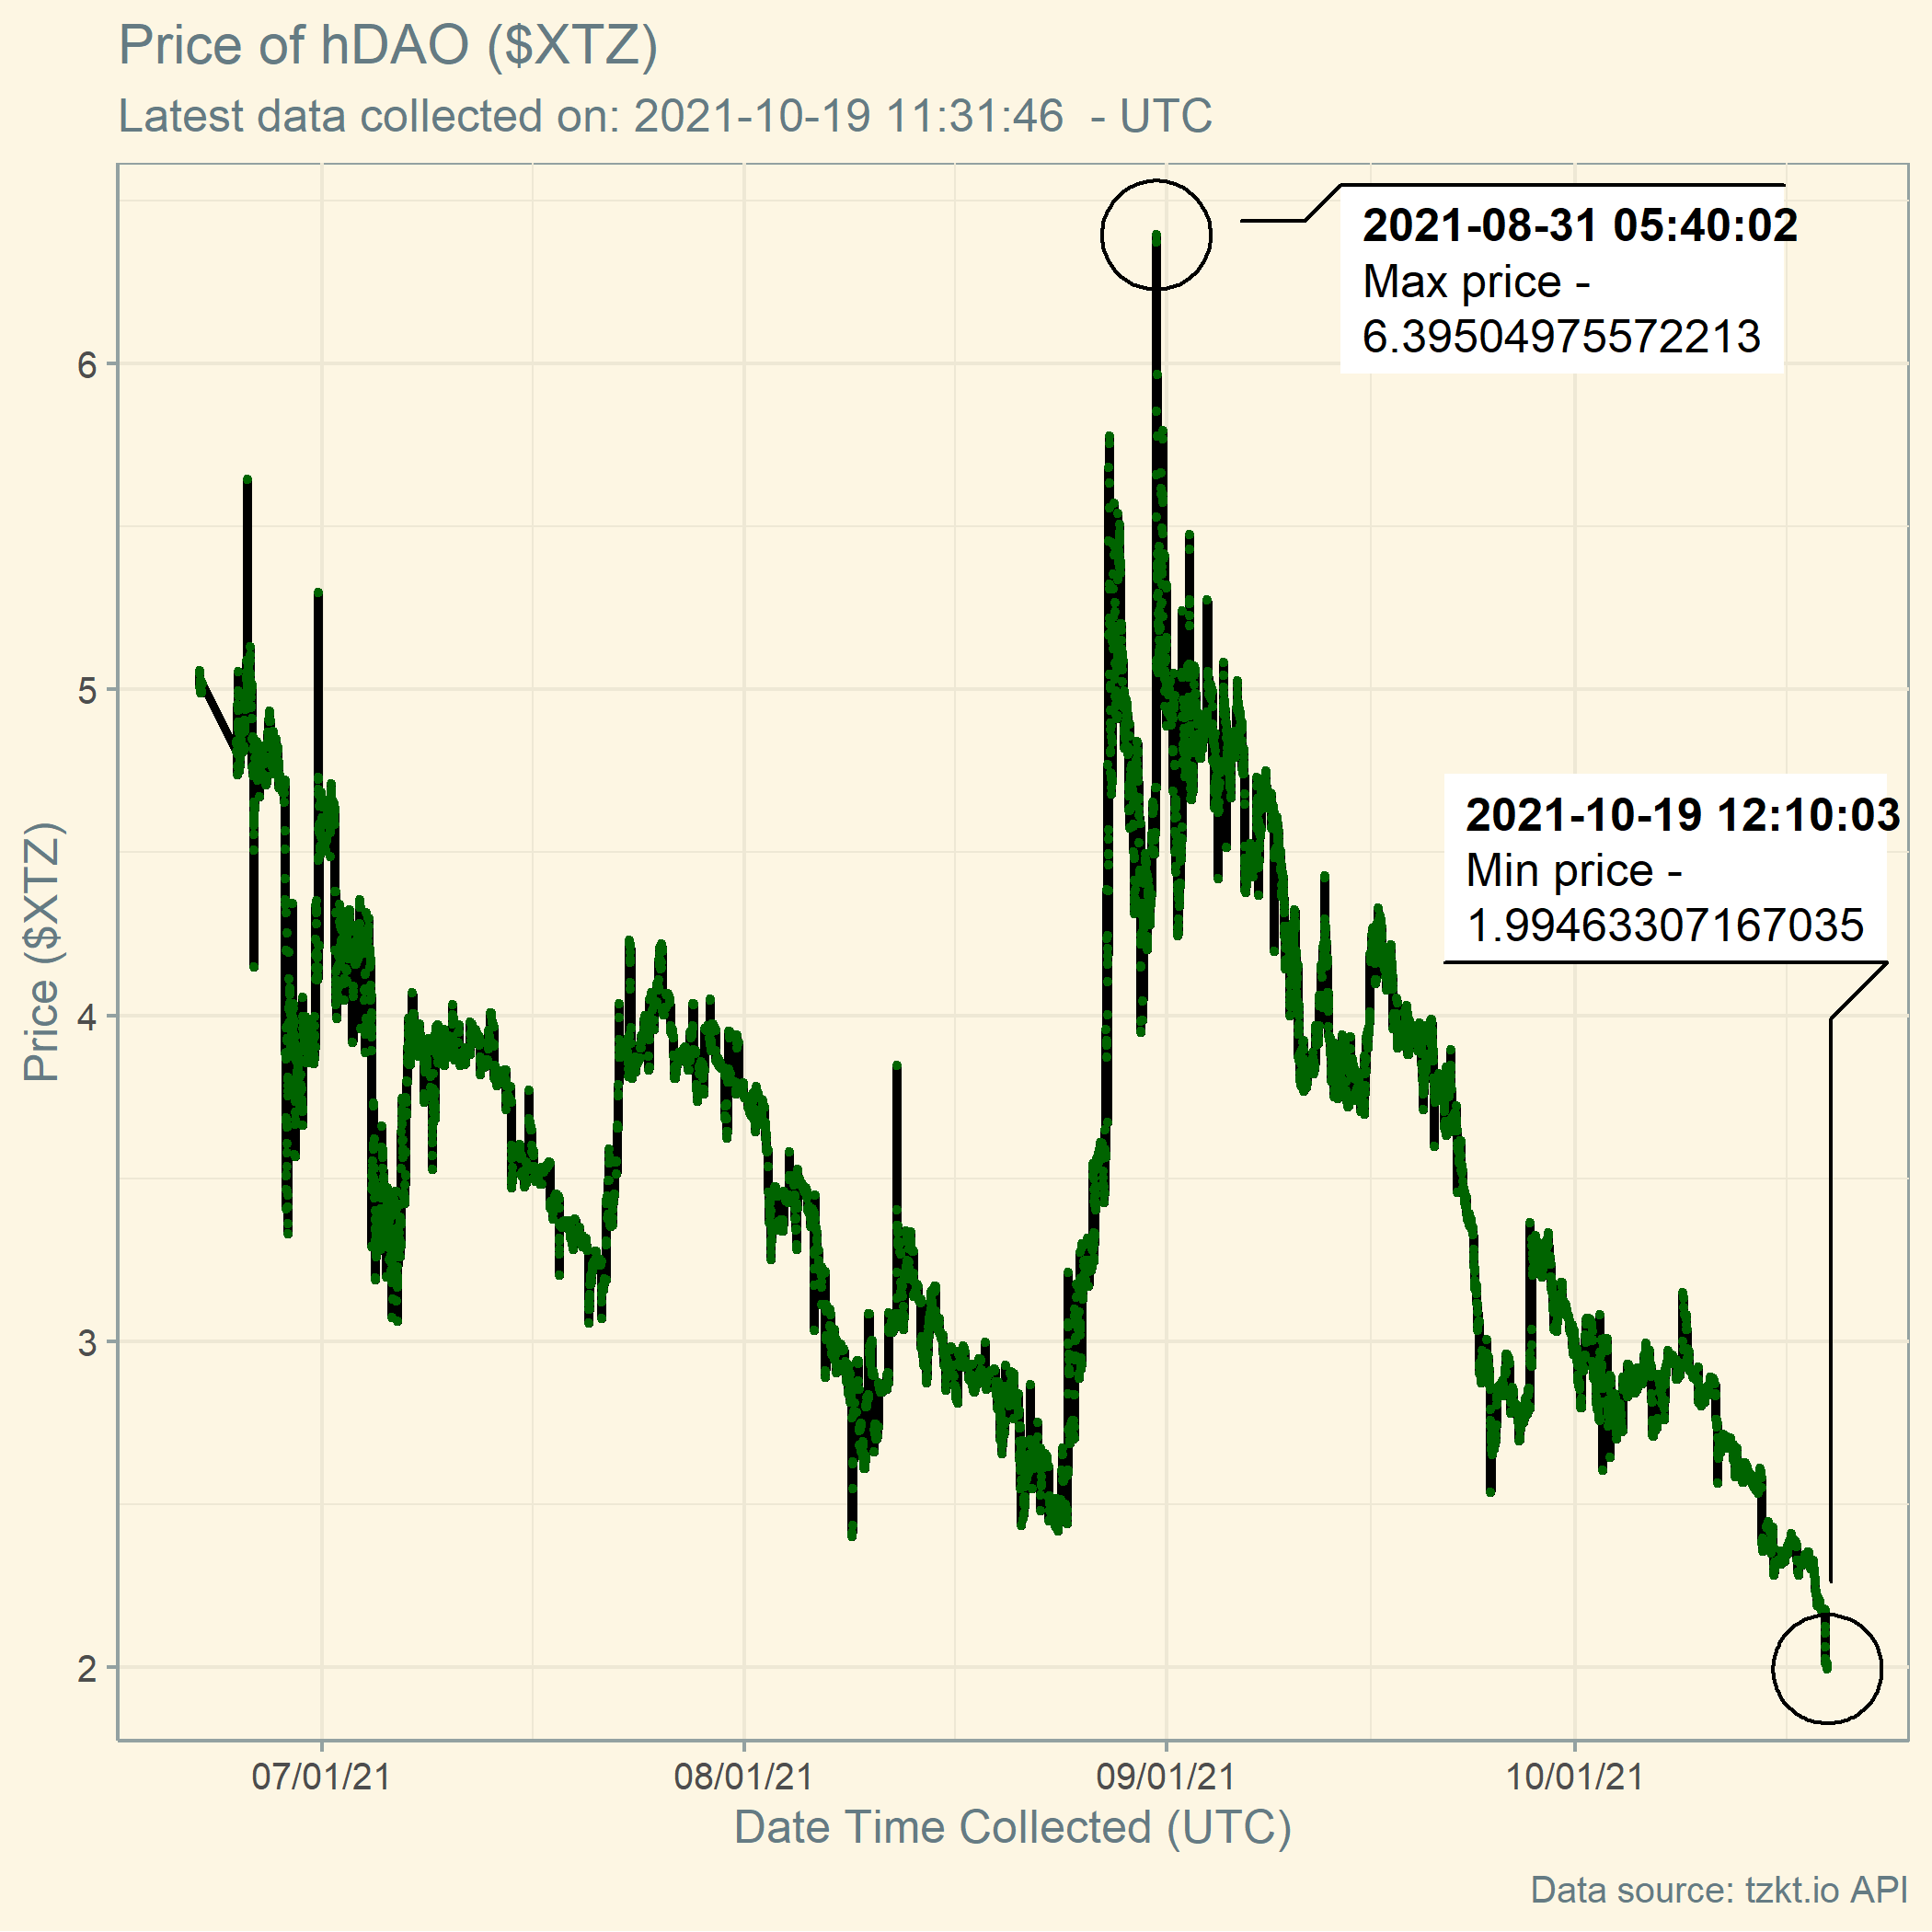 Price of hDAO ($XTZ)
Latest data collected on: 2021-10-19 11:31:46  - UTC
2021-08-31 05:40:02
Max price -
6.39504975572213
2021-10-19 12:10:03
Min price -
1.99463307167035
Price ($XTZ)
6
5
4
3
2
07/01/21
08/01/21
09/01/21
10/01/21
Date Time Collected (UTC)
Data source: tzkt.io API